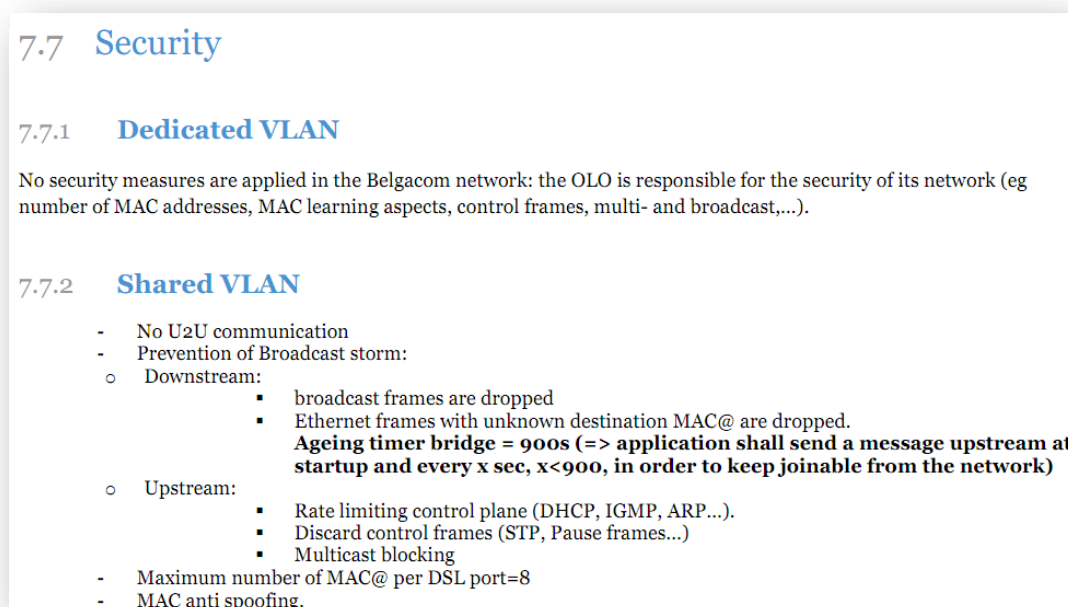 7.7 Security
7.7.1 Dedicated VLAN
No security measures are applied in the Belgacom network: the OLO is responsible for the security of its network (eg
number of MAC addresses, MAC learning aspects, control frames, multi- and broadcast,...).
7.7.2 Shared VLAN
- No U2U communication
- Prevention of Broadcast storm:
o Downstream:
▪ broadcast frames are dropped
▪ Ethernet frames with unknown destination MAC@ are dropped.
Ageing timer bridge = 900s (=> application shall send a message upstream at
startup and every x sec, x<900, in order to keep joinable from the network)
o Upstream:
▪ Rate limiting control plane (DHCP, IGMP, ARP...).
▪ Discard control frames (STP, Pause frames...)
▪ Multicast blocking
- Maximum number of MAC@ per DSL port=8
- MAC anti spoofing.